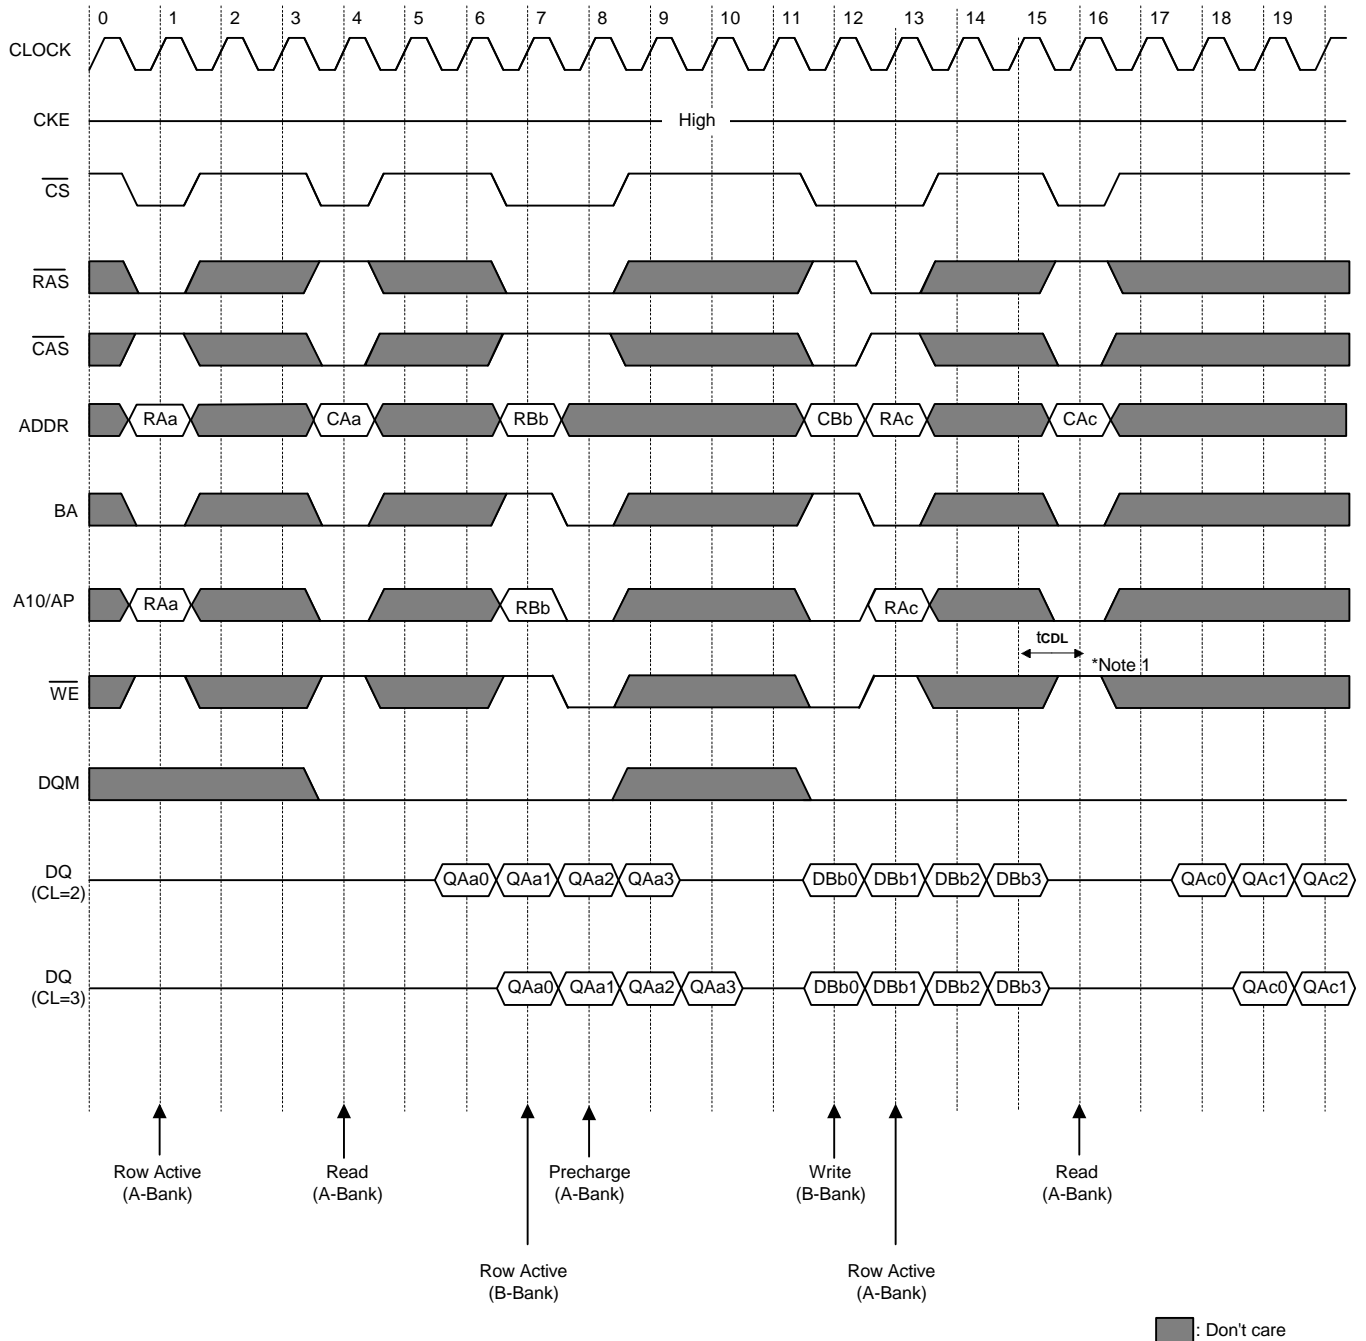 0 1 2 3 4 5 6 7 8 9 10 11 12 13 14 15 16 17 18 19
CLOCK
CKE High
CS
RAS
CAS
ADDR RAa CAa RBb CBb RAc CAc
BA
A10/AP RAa RBb RAc
tCDL
*Note 1
WE
DQM
DQ
(CL=2) QAa0 QAa1 QAa2 QAa3 DBb0 DBb1 DBb2 DBb3 QAc0 QAc1 QAc2
DQ
(CL=3) QAa0 QAa1 QAa2 QAa3 DBb0 DBb1 DBb2 DBb3 QAc0 QAc1
Row Active
(A-Bank)
Read
(A-Bank)
Precharge
(A-Bank)
Write
(B-Bank)
Read
(A-Bank)
Row Active
(B-Bank)
Row Active
(A-Bank)
: Don't care